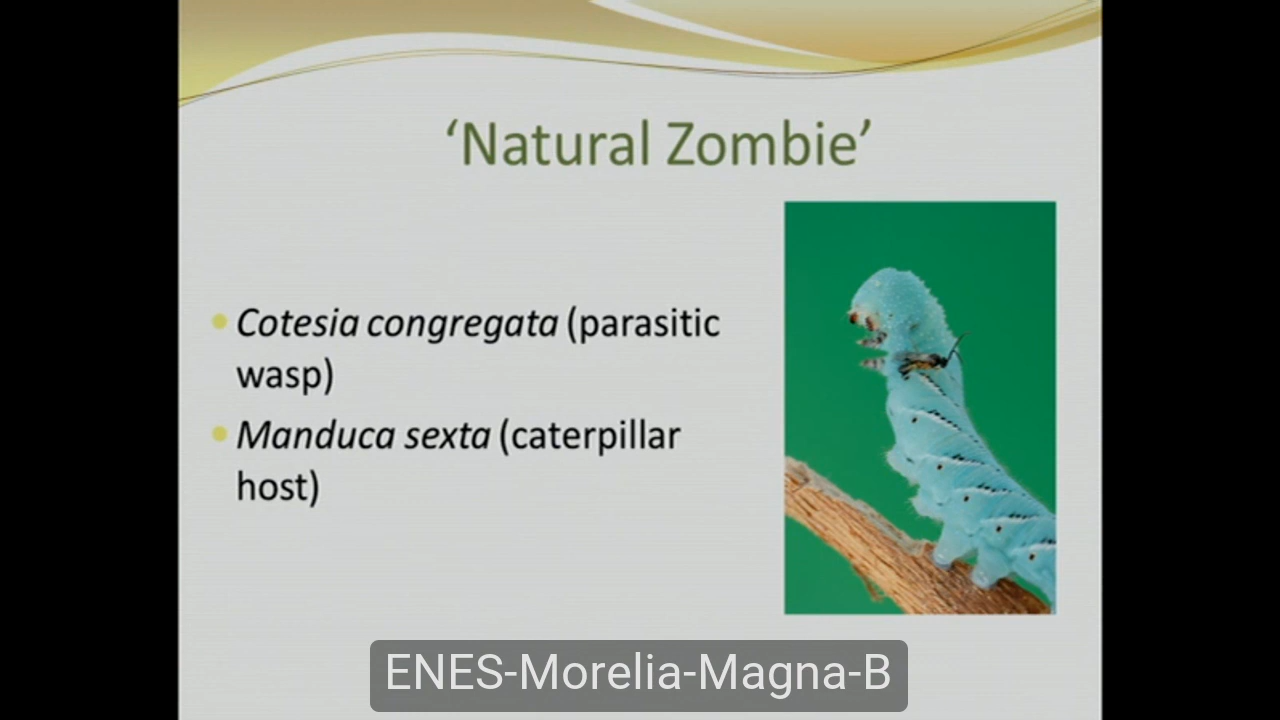 ‘Natural Zombie’
Cotesia congregata (parasitic
wasp)
Manduca sexta (caterpillar
host)
ENES-Morelia-Magna-B